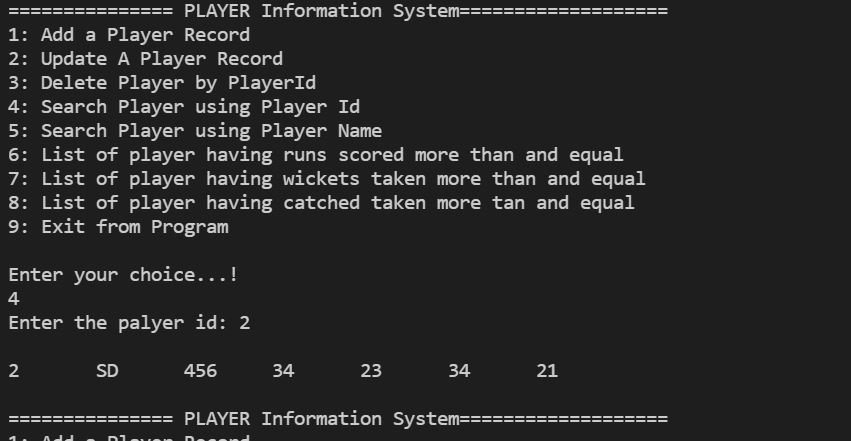 =============== PLAYER Information System===================
1: Add a Player Record
2: Update A Player Record
3: Delete Player by PlayerId
4: Search Player using Player Id
5: Search Player using Player Name
6: List of player having runs scored more than and equal
7: List of player having wickets taken more than and equal
8: List of player having catched taken more tan and equal
9: Exit from Program
Enter your choice...!
4
Enter the palyer id: 2
2 SD 456 34 23 34 21
=============== PLAYER Information System===================
1: Add a Player Record